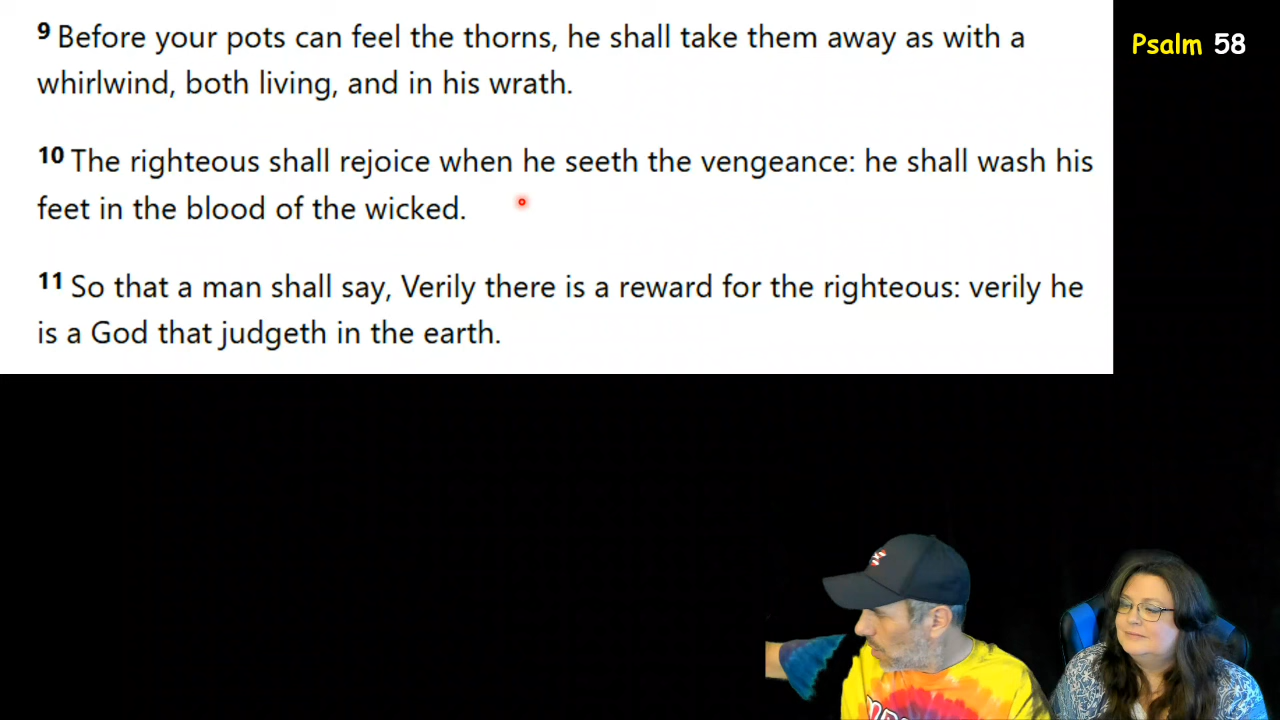 9 Before your pots can feel the thorns, he shall take them away as with a
whirlwind, both living, and in his wrath.
10 The righteous shall rejoice when he seeth the vengeance: he shall wash his
feet in the blood of the wicked.
11 So that a man shall say, Verily there is a reward for the righteous: verily he
is a God that judgeth in the earth.
Psalm 58